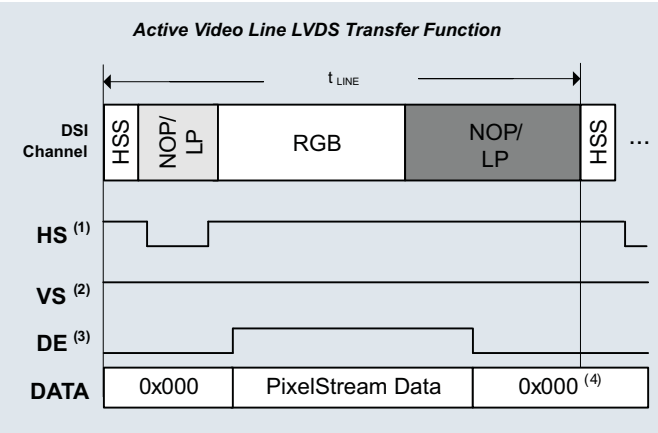 Active Video Line LVDS Transfer Function
t LINE
DSI
Channel
HSS
NOP/
LP
RGB
NOP/
LP
HSS
...
HS (1)
VS (2)
DE (3)
DATA
0x000
PixelStream Data
0x000 (4)